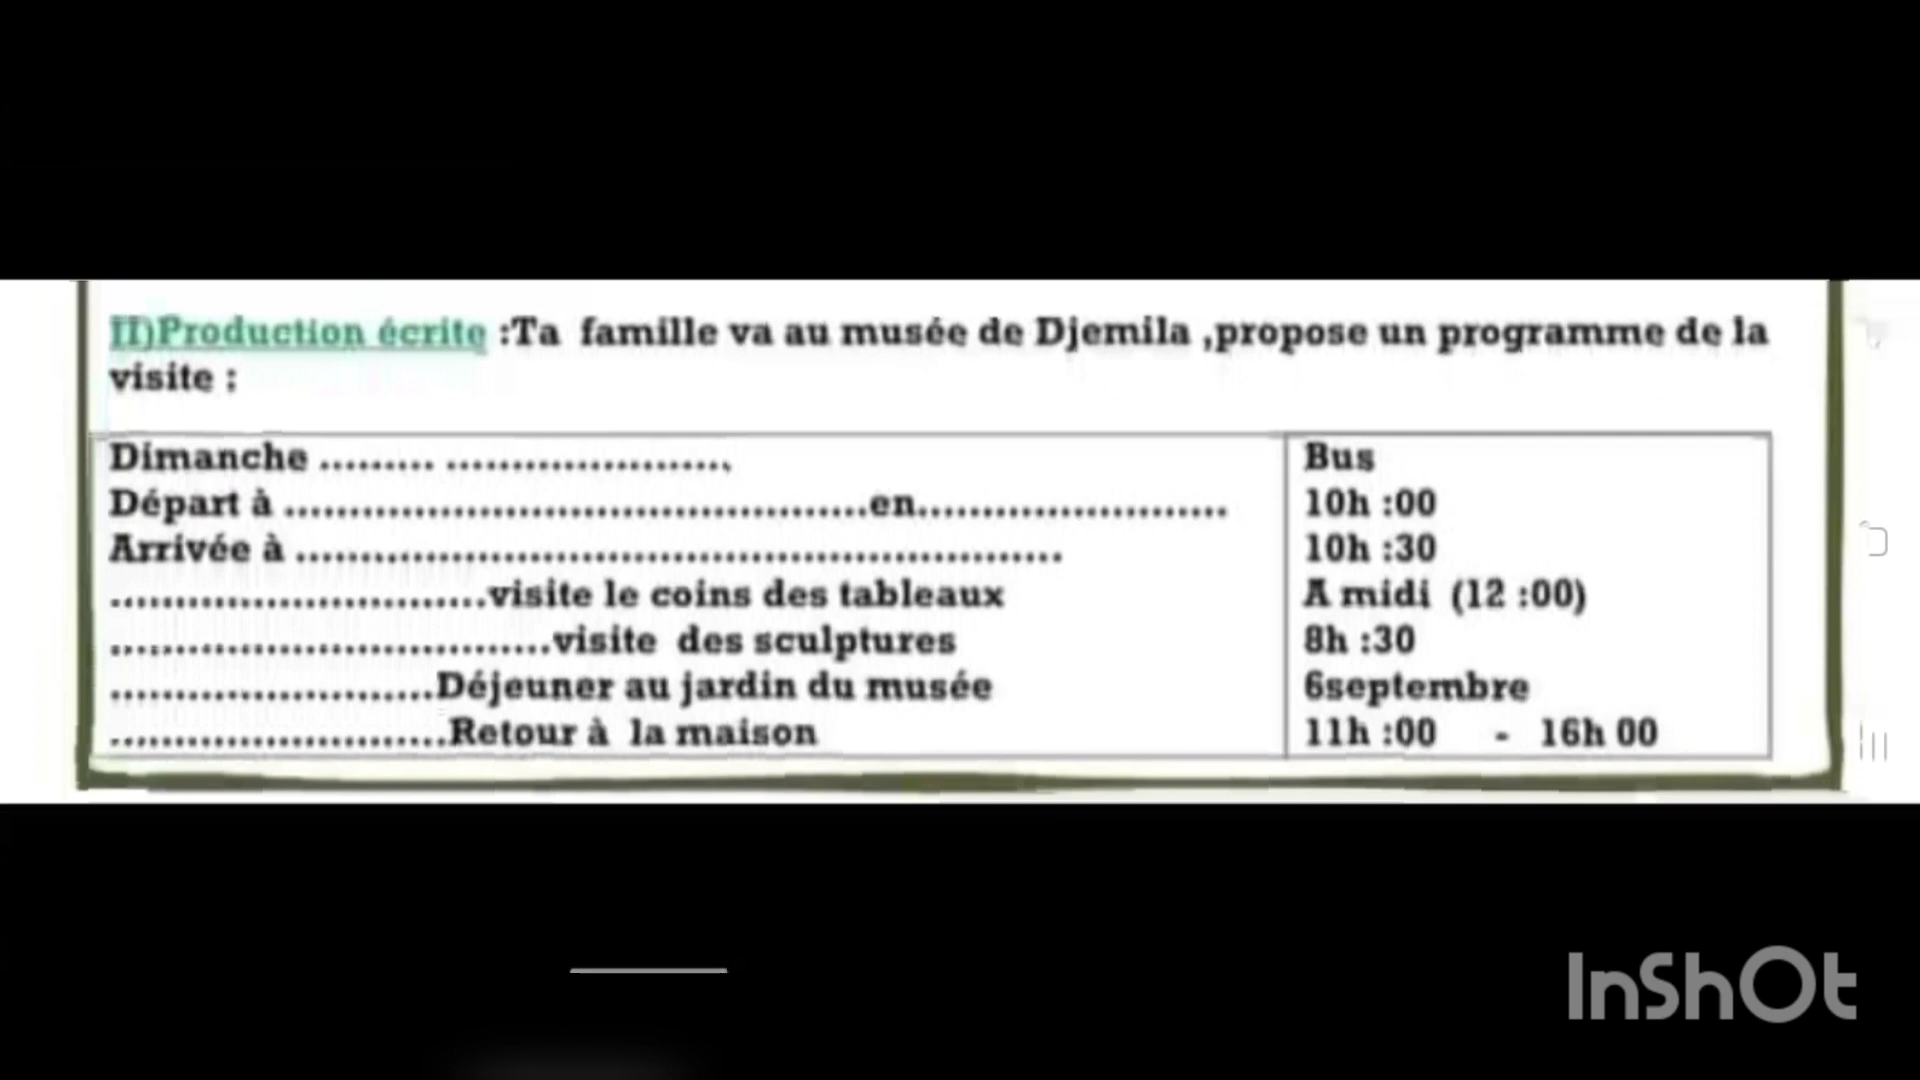 II)Production écrite :Ta famille va au musée de Djemila ,propose un programme de la
visite :
Dimanche ......... ......................
Départ à .............................................en........................
Arrivée à ...........................................................
.............................visite le coins des tableaux
..................................visite des sculptures
.........................Déjeuner au jardin du musée
..........................Retour à la maison
Bus
10h :00
10h :30
A midi (12 :00)
8h :30
6septembre
11h :00 - 16h 00
InShOt